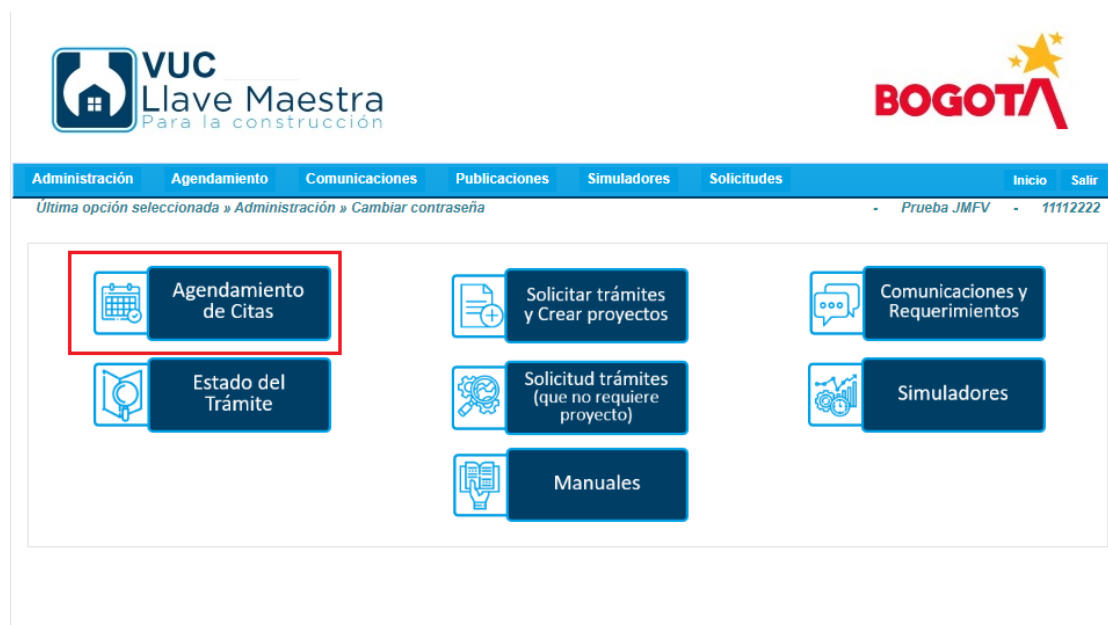 VUC
Llave Maestra
Para la construcción
BOGOTA
Administración Agendamiento Comunicaciones Publicaciones Simuladores Solicitudes Inicio Salir
Última opción seleccionada » Administración » Cambiar contraseña - Prueba JMFV - 11112222
Agendamiento
de Citas
Solicitar trámites
y Crear proyectos
Comunicaciones y
Requerimientos
Estado del
Trámite
Solicitud trámites
(que no requiere
proyecto)
Simuladores
Manuales